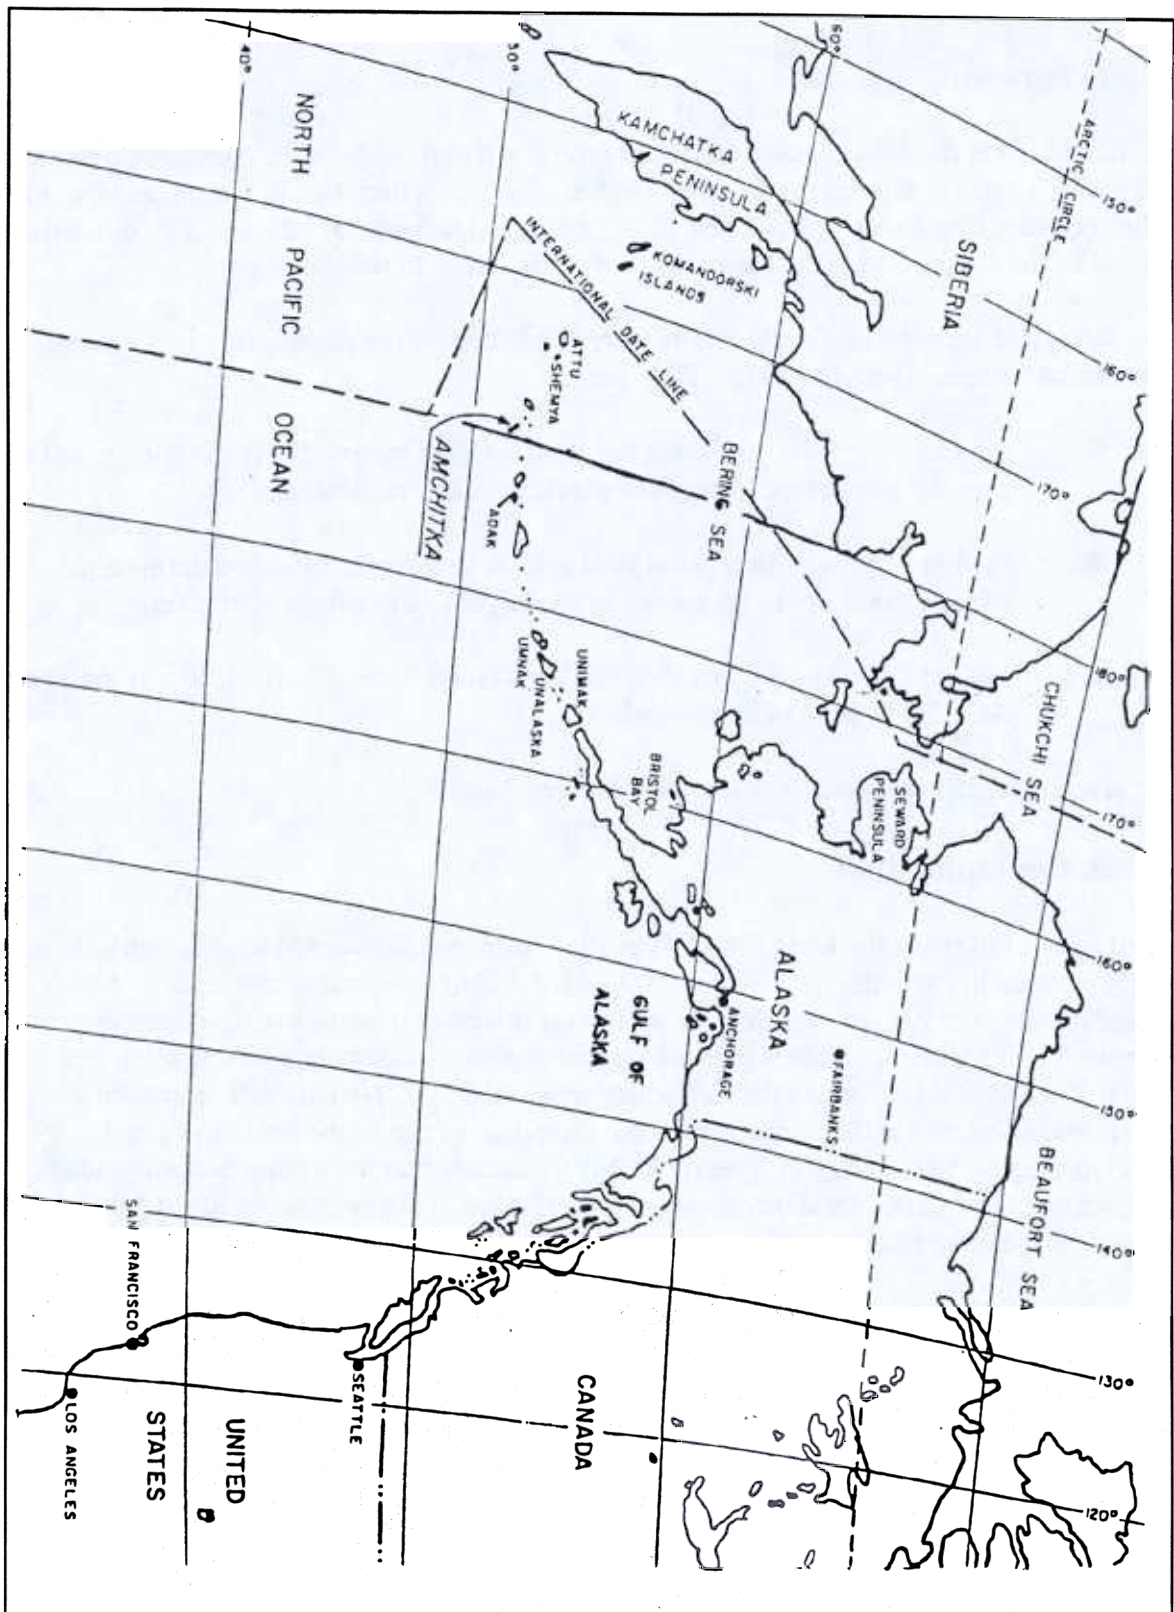 150°
160°
170°
180°
170°
160°
150°
140°
130°
120°
ARCTIC CIRCLE
CHUKCHI SEA
BEAUFORT SEA
SIBERIA
SEWARD
PENINSULA
60°
FAIRBANKS
ALASKA
ANCHORAGE
KAMCHATKA
PENINSULA
KOMANDORSKI
ISLANDS
BERING
SEA
BRISTOL
BAY
GULF OF
ALASKA
INTERNATIONAL DATE LINE
ATTU
SHEMYA
UNIMAK
UNALASKA
UMNAK
ADAK
CANADA
50°
AMCHITKA
SEATTLE
NORTH PACIFIC OCEAN
40°
UNITED
STATES
SAN FRANCISCO
LOS ANGELES